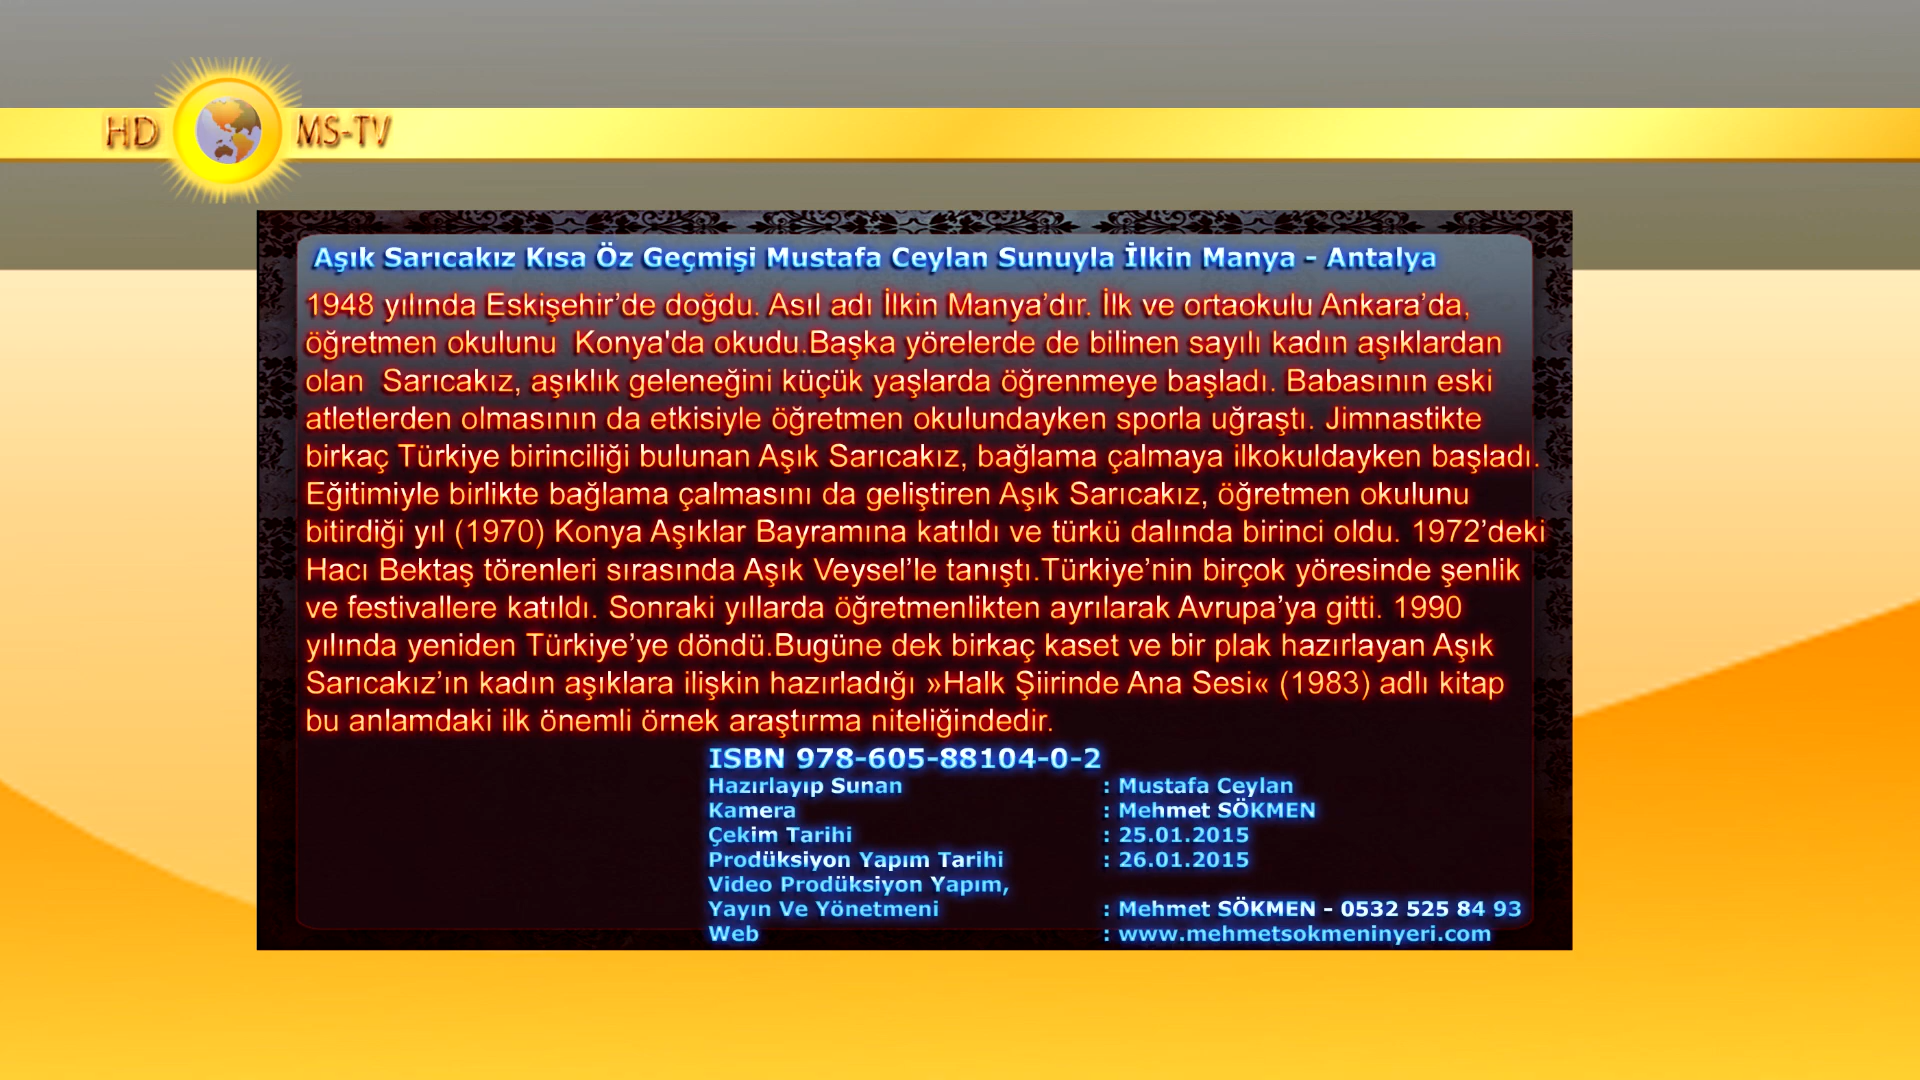 HD MS-TV
Aşık Sarıcakız Kısa Öz Geçmişi Mustafa Ceylan Sunuyla İlkin Manya - Antalya
1948 yılında Eskişehir’de doğdu. Asıl adı İlkin Manya’dır. İlk ve ortaokulu Ankara’da,
öğretmen okulunu  Konya'da okudu.Başka yörelerde de bilinen sayılı kadın aşıklardan
olan  Sarıcakız, aşıklık geleneğini küçük yaşlarda öğrenmeye başladı. Babasının eski
atletlerden olmasının da etkisiyle öğretmen okulundayken sporla uğraştı. Jimnastikte
birkaç Türkiye birinciliği bulunan Aşık Sarıcakız, bağlama çalmaya ilkokuldayken başladı.
Eğitimiyle birlikte bağlama çalmasını da geliştiren Aşık Sarıcakız, öğretmen okulunu
bitirdiği yıl (1970) Konya Aşıklar Bayramına katıldı ve türkü dalında birinci oldu. 1972’deki
Hacı Bektaş törenleri sırasında Aşık Veysel’le tanıştı.Türkiye’nin birçok yöresinde şenlik
ve festivallere katıldı. Sonraki yıllarda öğretmenlikten ayrılarak Avrupa’ya gitti. 1990
yılında yeniden Türkiye’ye döndü.Bugüne dek birkaç kaset ve bir plak hazırlayan Aşık
Sarıcakız’ın kadın aşıklara ilişkin hazırladığı »Halk Şiirinde Ana Sesi« (1983) adlı kitap
bu anlamdaki ilk önemli örnek araştırma niteliğindedir.
ISBN 978-605-88104-0-2
Hazırlayıp Sunan : Mustafa Ceylan
Kamera : Mehmet SÖKMEN
Çekim Tarihi : 25.01.2015
Prodüksiyon Yapım Tarihi : 26.01.2015
Video Prodüksiyon Yapım,
Yayın Ve Yönetmeni : Mehmet SÖKMEN - 0532 525 84 93
Web : www.mehmetsokmeninyeri.com